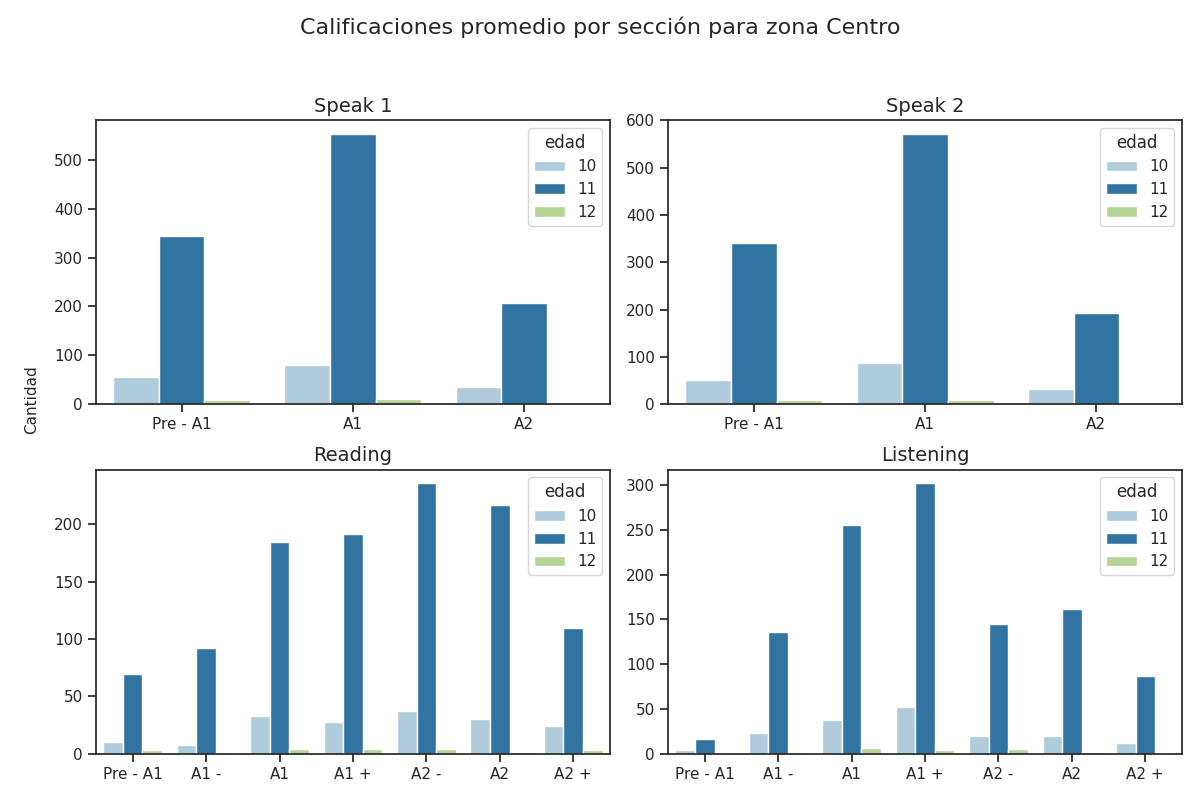 Calificaciones promedio por sección para zona Centro
Cantidad
Speak 1
500
400
300
200
100
0
Pre - A1
A1
A2
edad
10
11
12
Speak 2
600
500
400
300
200
100
0
Pre - A1
A1
A2
edad
10
11
12
Reading
200
150
100
50
0
Pre - A1
A1 -
A1
A1 +
A2 -
A2
A2 +
edad
10
11
12
Listening
300
250
200
150
100
50
0
Pre - A1
A1 -
A1
A1 +
A2 -
A2
A2 +
edad
10
11
12